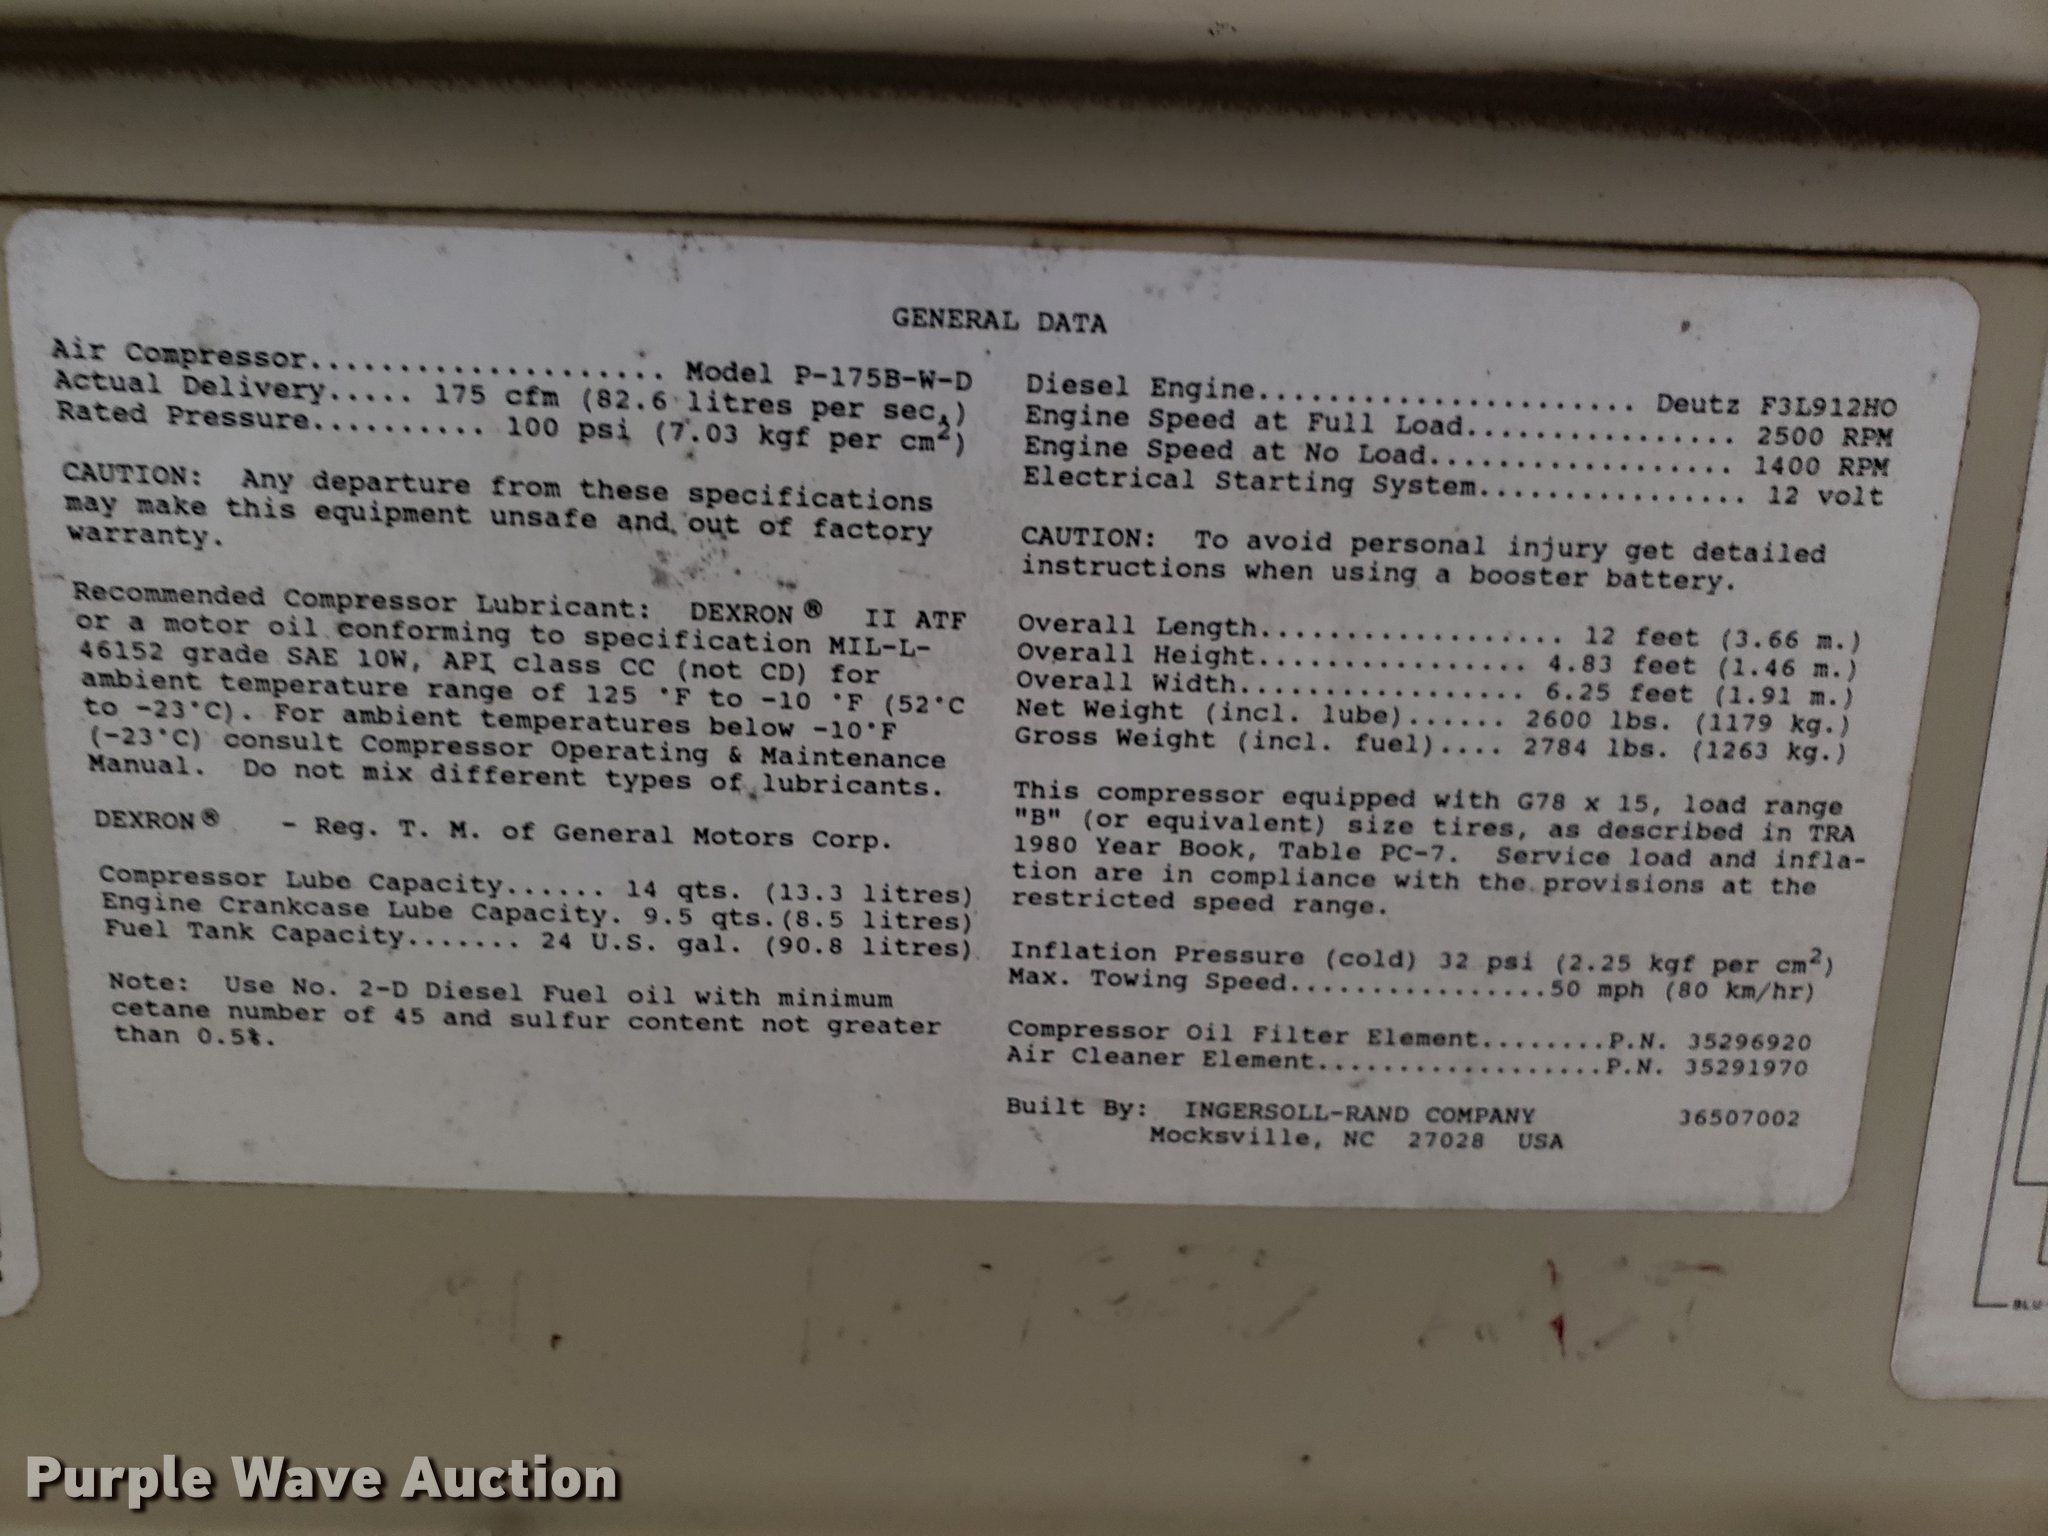 GENERAL DATA
Air Compressor.................... Model P-175B-W-D
Actual Delivery..... 175 cfm (82.6 litres per sec.)
Rated Pressure.......... 100 psi (7.03 kgf per cm²)
CAUTION: Any departure from these specifications
may make this equipment unsafe and out of factory
warranty.
Recommended Compressor Lubricant: DEXRON® II ATF
or a motor oil conforming to specification MIL-L-
46152 grade SAE 10W, API class CC (not CD) for
ambient temperature range of 125 °F to -10 °F (52°C
to -23°C). For ambient temperatures below -10°F
(-23°C) consult Compressor Operating & Maintenance
Manual. Do not mix different types of lubricants.
DEXRON® - Reg. T. M. of General Motors Corp.
Compressor Lube Capacity...... 14 qts. (13.3 litres)
Engine Crankcase Lube Capacity. 9.5 qts.(8.5 litres)
Fuel Tank Capacity....... 24 U.S. gal. (90.8 litres)
Note: Use No. 2-D Diesel Fuel oil with minimum
cetane number of 45 and sulfur content not greater
than 0.5%.
Diesel Engine...................... Deutz F3L912HO
Engine Speed at Full Load................ 2500 RPM
Engine Speed at No Load.................. 1400 RPM
Electrical Starting System................ 12 volt
CAUTION: To avoid personal injury get detailed
instructions when using a booster battery.
Overall Length.................. 12 feet (3.66 m.)
Overall Height................ 4.83 feet (1.46 m.)
Overall Width................. 6.25 feet (1.91 m.)
Net Weight (incl. lube)...... 2600 lbs. (1179 kg.)
Gross Weight (incl. fuel).... 2784 lbs. (1263 kg.)
This compressor equipped with G78 x 15, load range
"B" (or equivalent) size tires, as described in TRA
1980 Year Book, Table PC-7. Service load and infla-
tion are in compliance with the provisions at the
restricted speed range.
Inflation Pressure (cold) 32 psi (2.25 kgf per cm²)
Max. Towing Speed................50 mph (80 km/hr)
Compressor Oil Filter Element........P.N. 35296920
Air Cleaner Element..................P.N. 35291970
Built By: INGERSOLL-RAND COMPANY 36507002
Mocksville, NC 27028 USA
Purple Wave Auction